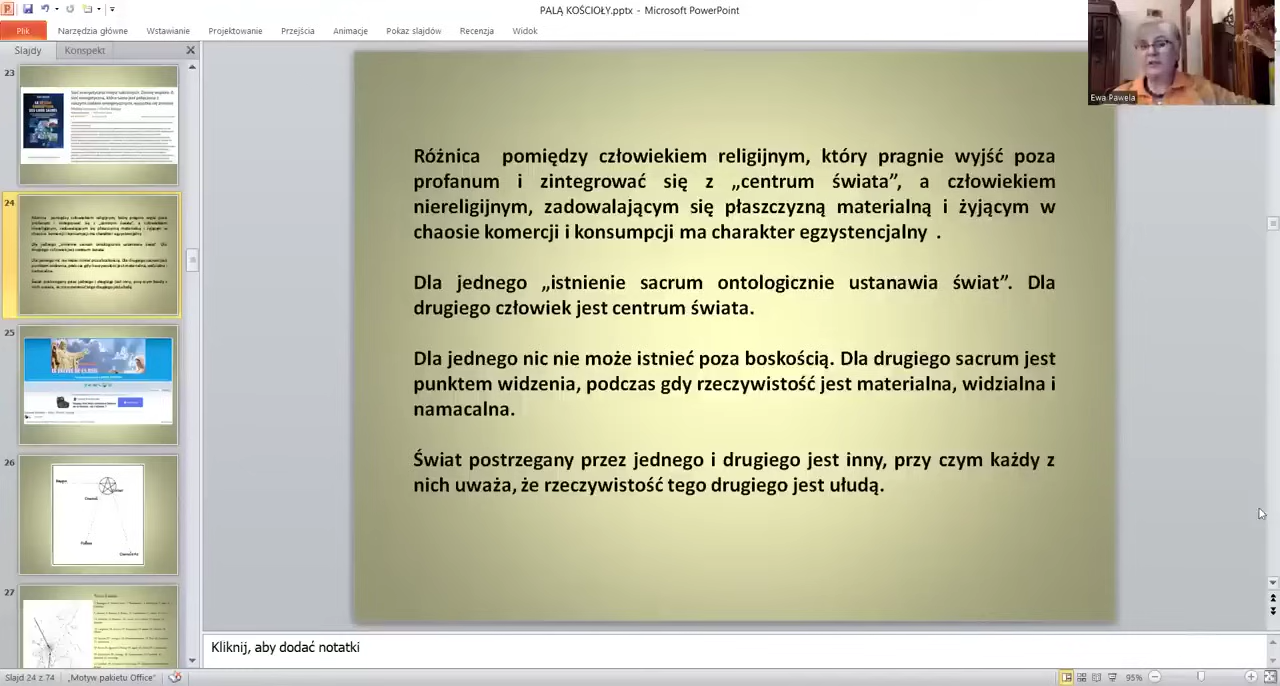 PALĄ KOŚCIOŁY.pptx - Microsoft PowerPoint
Plik Narzędzia główne Wstawianie Projektowanie Przejścia Animacje Pokaz slajdów Recenzja Widok
Slajdy Konspekt
Ewa Pawela
23
24
25
26
27
Różnica pomiędzy człowiekiem religijnym, który pragnie wyjść poza
profanum i zintegrować się z „centrum świata”, a człowiekiem
niereligijnym, zadowalającym się płaszczyzną materialną i żyjącym w
chaosie komercji i konsumpcji ma charakter egzystencjalny .
Dla jednego „istnienie sacrum ontologicznie ustanawia świat”. Dla
drugiego człowiek jest centrum świata.
Dla jednego nic nie może istnieć poza boskością. Dla drugiego sacrum jest
punktem widzenia, podczas gdy rzeczywistość jest materialna, widzialna i
namacalna.
Świat postrzegany przez jednego i drugiego jest inny, przy czym każdy z
nich uważa, że rzeczywistość tego drugiego jest ułudą.
Kliknij, aby dodać notatki
Slajd 24 z 74 „Motyw pakietu Office” 95%